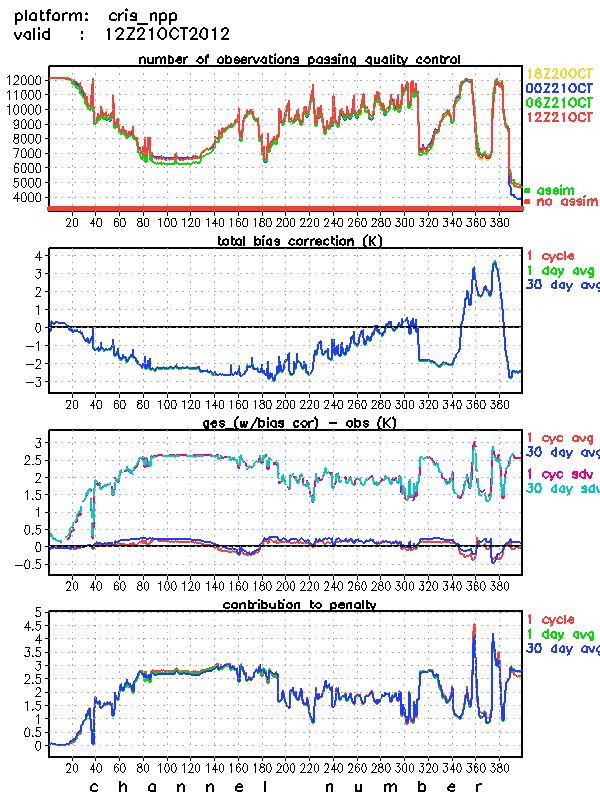 platform: cris_npp
valid : 12Z21OCT2012
number of observations passing quality control
12000
11000
10000
9000
8000
7000
6000
5000
4000
18Z20OCT
00Z21OCT
06Z21OCT
12Z21OCT
assim
no assim
20 40 60 80 100 120 140 160 180 200 220 240 260 280 300 320 340 360 380
total bias correction (K)
4
3
2
1
0
-1
-2
-3
1 cycle
1 day avg
30 day avg
20 40 60 80 100 120 140 160 180 200 220 240 260 280 300 320 340 360 380
ges (w/bias cor) - obs (K)
3
2.5
2
1.5
1
0.5
0
-0.5
1 cyc avg
30 day avg
1 cyc sdv
30 day sdv
20 40 60 80 100 120 140 160 180 200 220 240 260 280 300 320 340 360 380
contribution to penalty
5
4.5
4
3.5
3
2.5
2
1.5
1
0.5
0
1 cycle
1 day avg
30 day avg
20 40 60 80 100 120 140 160 180 200 220 240 260 280 300 320 340 360 380
channel number